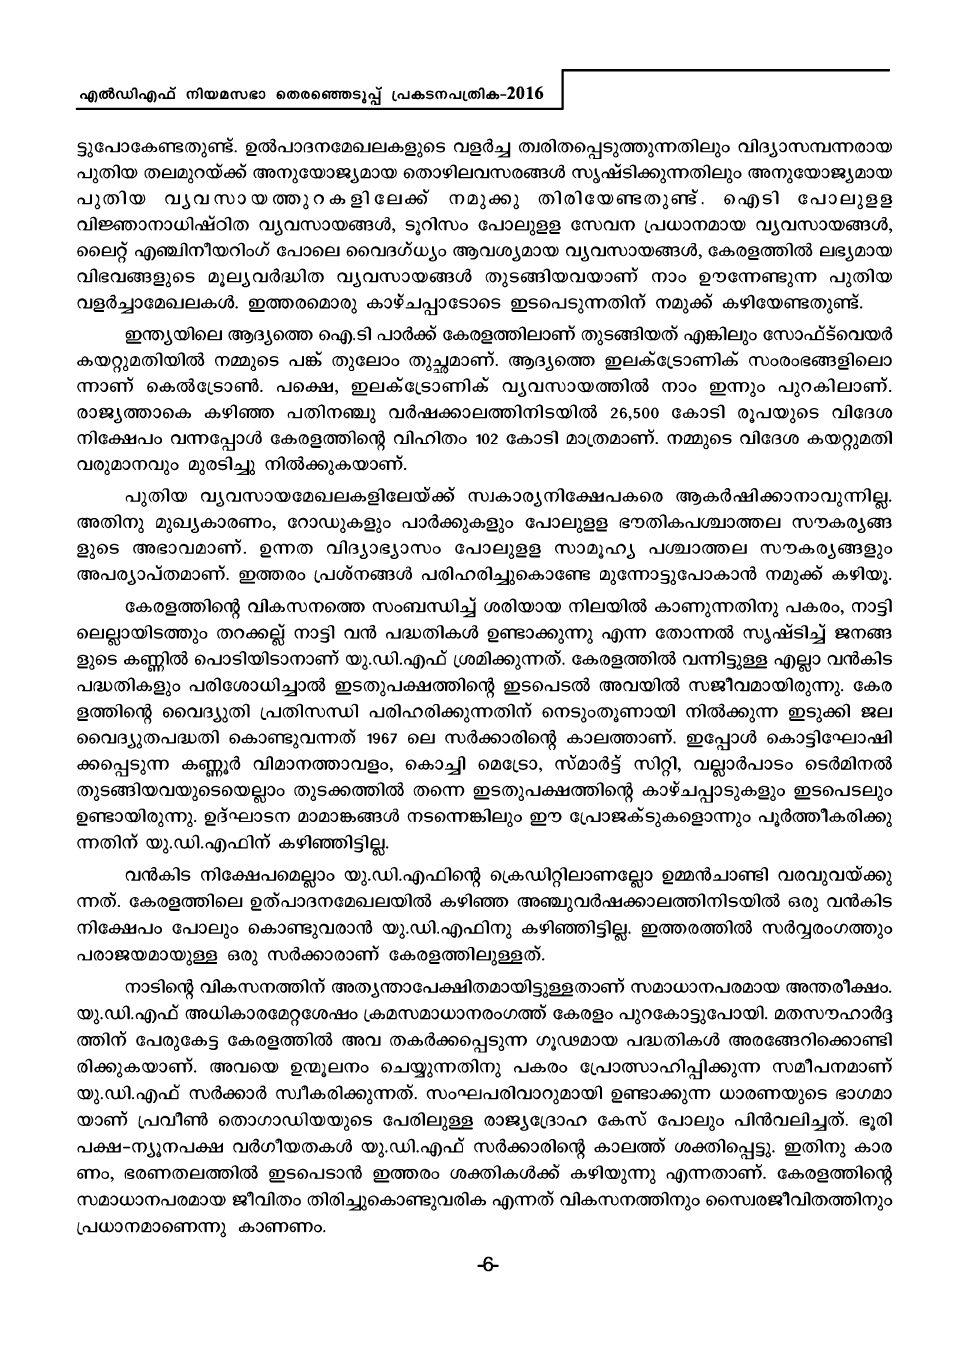 എൽഡിഎഫ് നിയമസഭാ തെരഞ്ഞെടുപ്പ് പ്രകടനപത്രിക-2016
ട്ടുപോകേണ്ടതുണ്ട്. ഉൽപാദനമേഖലകളുടെ വളർച്ച ത്വരിതപ്പെടുത്തുന്നതിലും വിദ്യാസമ്പന്നരായ
പുതിയ തലമുറയ്ക്ക് അനുയോജ്യമായ തൊഴിലവസരങ്ങൾ സൃഷ്ടിക്കുന്നതിലും അനുയോജ്യമായ
പുതിയ വ്യവസായത്തുറകളിലേക്ക് നമുക്കു തിരിയേണ്ടതുണ്ട്. ഐടി പോലുളള
വിജ്ഞാനാധിഷ്ഠിത വ്യവസായങ്ങൾ, ടൂറിസം പോലുളള സേവന പ്രധാനമായ വ്യവസായങ്ങൾ,
ലൈറ്റ് എഞ്ചിനീയറിംഗ് പോലെ വൈദഗ്ധ്യം ആവശ്യമായ വ്യവസായങ്ങൾ, കേരളത്തിൽ ലഭ്യമായ
വിഭവങ്ങളുടെ മൂല്യവർദ്ധിത വ്യവസായങ്ങൾ തുടങ്ങിയവയാണ് നാം ഊന്നേണ്ടുന്ന പുതിയ
വളർച്ചാമേഖലകൾ. ഇത്തരമൊരു കാഴ്ചപ്പാടോടെ ഇടപെടുന്നതിന് നമുക്ക് കഴിയേണ്ടതുണ്ട്.
ഇന്ത്യയിലെ ആദ്യത്തെ ഐ.ടി പാർക്ക് കേരളത്തിലാണ് തുടങ്ങിയത് എങ്കിലും സോഫ്ട്‌വെയർ
കയറ്റുമതിയിൽ നമ്മുടെ പങ്ക് തുലോം തുച്ഛമാണ്. ആദ്യത്തെ ഇലക്ട്രോണിക് സംരംഭങ്ങളിലൊ
ന്നാണ് കെൽട്രോൺ. പക്ഷെ, ഇലക്ട്രോണിക് വ്യവസായത്തിൽ നാം ഇന്നും പുറകിലാണ്.
രാജ്യത്താകെ കഴിഞ്ഞ പതിനഞ്ചു വർഷക്കാലത്തിനിടയിൽ 26,500 കോടി രൂപയുടെ വിദേശ
നിക്ഷേപം വന്നപ്പോൾ കേരളത്തിന്റെ വിഹിതം 102 കോടി മാത്രമാണ്. നമ്മുടെ വിദേശ കയറ്റുമതി
വരുമാനവും മുരടിച്ചു നിൽക്കുകയാണ്.
പുതിയ വ്യവസായമേഖലകളിലേയ്ക്ക് സ്വകാര്യനിക്ഷേപകരെ ആകർഷിക്കാനാവുന്നില്ല.
അതിനു മുഖ്യകാരണം, റോഡുകളും പാർക്കുകളും പോലുളള ഭൗതികപശ്ചാത്തല സൗകര്യങ്ങ
ളുടെ അഭാവമാണ്. ഉന്നത വിദ്യാഭ്യാസം പോലുളള സാമൂഹ്യ പശ്ചാത്തല സൗകര്യങ്ങളും
അപര്യാപ്തമാണ്. ഇത്തരം പ്രശ്നങ്ങൾ പരിഹരിച്ചുകൊണ്ടേ മുന്നോട്ടുപോകാൻ നമുക്ക് കഴിയൂ.
കേരളത്തിന്റെ വികസനത്തെ സംബന്ധിച്ച് ശരിയായ നിലയിൽ കാണുന്നതിനു പകരം, നാട്ടി
ലെല്ലായിടത്തും തറക്കല്ല് നാട്ടി വൻ പദ്ധതികൾ ഉണ്ടാക്കുന്നു എന്ന തോന്നൽ സൃഷ്ടിച്ച് ജനങ്ങ
ളുടെ കണ്ണിൽ പൊടിയിടാനാണ് യു.ഡി.എഫ് ശ്രമിക്കുന്നത്. കേരളത്തിൽ വന്നിട്ടുള്ള എല്ലാ വൻകിട
പദ്ധതികളും പരിശോധിച്ചാൽ ഇടതുപക്ഷത്തിന്റെ ഇടപെടൽ അവയിൽ സജീവമായിരുന്നു. കേര
ളത്തിന്റെ വൈദ്യുതി പ്രതിസന്ധി പരിഹരിക്കുന്നതിന് നെടുംതൂണായി നിൽക്കുന്ന ഇടുക്കി ജല
വൈദ്യുതപദ്ധതി കൊണ്ടുവന്നത് 1967 ലെ സർക്കാരിന്റെ കാലത്താണ്. ഇപ്പോൾ കൊട്ടിഘോഷി
ക്കപ്പെടുന്ന കണ്ണൂർ വിമാനത്താവളം, കൊച്ചി മെട്രോ, സ്മാർട്ട് സിറ്റി, വല്ലാർപാടം ടെർമിനൽ
തുടങ്ങിയവയുടെയെല്ലാം തുടക്കത്തിൽ തന്നെ ഇടതുപക്ഷത്തിന്റെ കാഴ്ചപ്പാടുകളും ഇടപെടലും
ഉണ്ടായിരുന്നു. ഉദ്ഘാടന മാമാങ്കങ്ങൾ നടന്നെങ്കിലും ഈ പ്രോജക്ടുകളൊന്നും പൂർത്തീകരിക്കു
ന്നതിന് യു.ഡി.എഫിന് കഴിഞ്ഞിട്ടില്ല.
വൻകിട നിക്ഷേപമെല്ലാം യു.ഡി.എഫിന്റെ ക്രെഡിറ്റിലാണല്ലോ ഉമ്മൻചാണ്ടി വരവുവയ്ക്കു
ന്നത്. കേരളത്തിലെ ഉത്പാദനമേഖലയിൽ കഴിഞ്ഞ അഞ്ചുവർഷക്കാലത്തിനിടയിൽ ഒരു വൻകിട
നിക്ഷേപം പോലും കൊണ്ടുവരാൻ യു.ഡി.എഫിനു കഴിഞ്ഞിട്ടില്ല. ഇത്തരത്തിൽ സർവ്വരംഗത്തും
പരാജയമായുള്ള ഒരു സർക്കാരാണ് കേരളത്തിലുള്ളത്.
നാടിന്റെ വികസനത്തിന് അത്യന്താപേക്ഷിതമായിട്ടുള്ളതാണ് സമാധാനപരമായ അന്തരീക്ഷം.
യു.ഡി.എഫ് അധികാരമേറ്റശേഷം ക്രമസമാധാനരംഗത്ത് കേരളം പുറകോട്ടുപോയി. മതസൗഹാർദ്ദ
ത്തിന് പേരുകേട്ട കേരളത്തിൽ അവ തകർക്കപ്പെടുന്ന ഗൂഢമായ പദ്ധതികൾ അരങ്ങേറിക്കൊണ്ടി
രിക്കുകയാണ്. അവയെ ഉന്മൂലനം ചെയ്യുന്നതിനു പകരം പ്രോത്സാഹിപ്പിക്കുന്ന സമീപനമാണ്
യു.ഡി.എഫ് സർക്കാർ സ്വീകരിക്കുന്നത്. സംഘപരിവാറുമായി ഉണ്ടാക്കുന്ന ധാരണയുടെ ഭാഗമാ
യാണ് പ്രവീൺ തൊഗാഡിയയുടെ പേരിലുള്ള രാജ്യദ്രോഹ കേസ് പോലും പിൻവലിച്ചത്. ഭൂരി
പക്ഷ-ന്യൂനപക്ഷ വർഗീയതകൾ യു.ഡി.എഫ് സർക്കാരിന്റെ കാലത്ത് ശക്തിപ്പെട്ടു. ഇതിനു കാര
ണം, ഭരണതലത്തിൽ ഇടപെടാൻ ഇത്തരം ശക്തികൾക്ക് കഴിയുന്നു എന്നതാണ്. കേരളത്തിന്റെ
സമാധാനപരമായ ജീവിതം തിരിച്ചുകൊണ്ടുവരിക എന്നത് വികസനത്തിനും സ്വൈരജീവിതത്തിനും
പ്രധാനമാണെന്നു കാണണം.
-6-